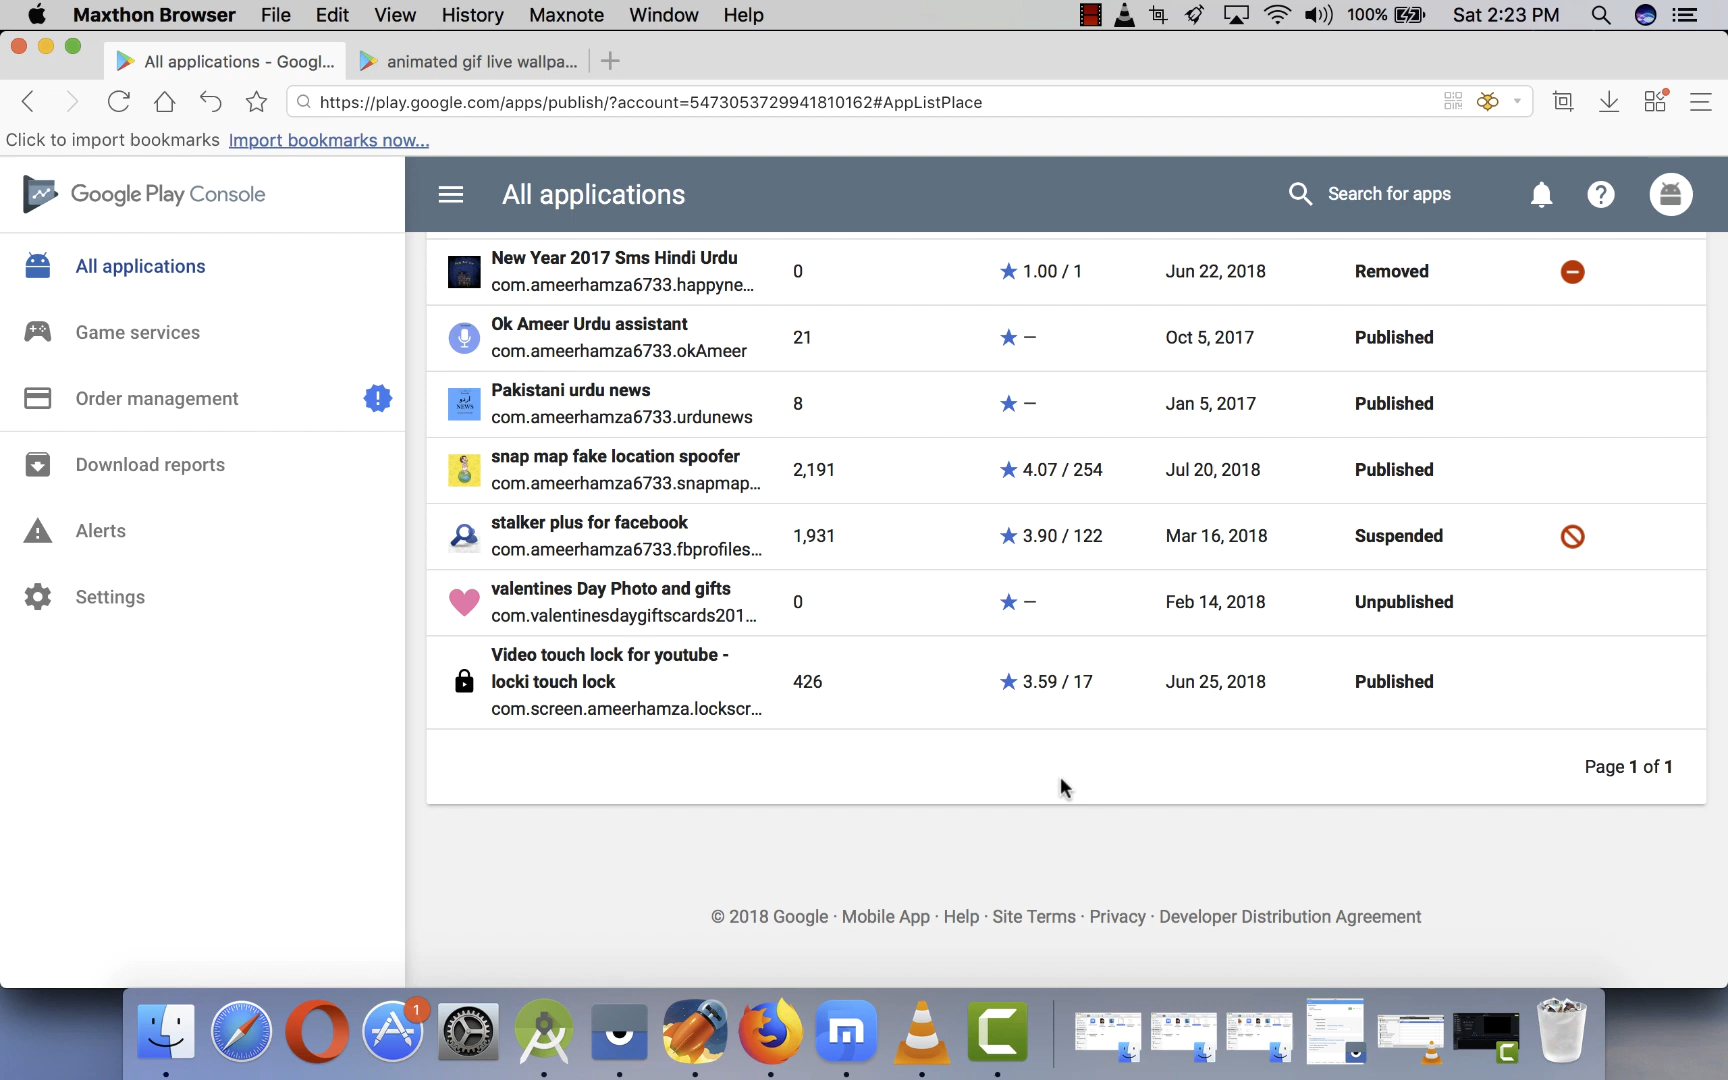 Maxthon Browser File Edit View History Maxnote Window Help 100% Sat 2:23 PM
All applications - Googl... animated gif live wallpa...
https://play.google.com/apps/publish/?account=5473053729941810162#AppListPlace
Click to import bookmarks Import bookmarks now...
Google Play Console
All applications
Search for apps
All applications
Game services
Order management
Download reports
Alerts
Settings
New Year 2017 Sms Hindi Urdu
com.ameerhamza6733.happyne...
0 1.00 / 1 Jun 22, 2018 Removed
Ok Ameer Urdu assistant
com.ameerhamza6733.okAmeer
21 – Oct 5, 2017 Published
Pakistani urdu news
com.ameerhamza6733.urdunews
8 – Jan 5, 2017 Published
snap map fake location spoofer
com.ameerhamza6733.snapmap...
2,191 4.07 / 254 Jul 20, 2018 Published
stalker plus for facebook
com.ameerhamza6733.fbprofiles...
1,931 3.90 / 122 Mar 16, 2018 Suspended
valentines Day Photo and gifts
com.valentinesdaygiftscards201...
0 – Feb 14, 2018 Unpublished
Video touch lock for youtube -
locki touch lock
com.screen.ameerhamza.lockscr...
426 3.59 / 17 Jun 25, 2018 Published
Page 1 of 1
© 2018 Google · Mobile App · Help · Site Terms · Privacy · Developer Distribution Agreement
1